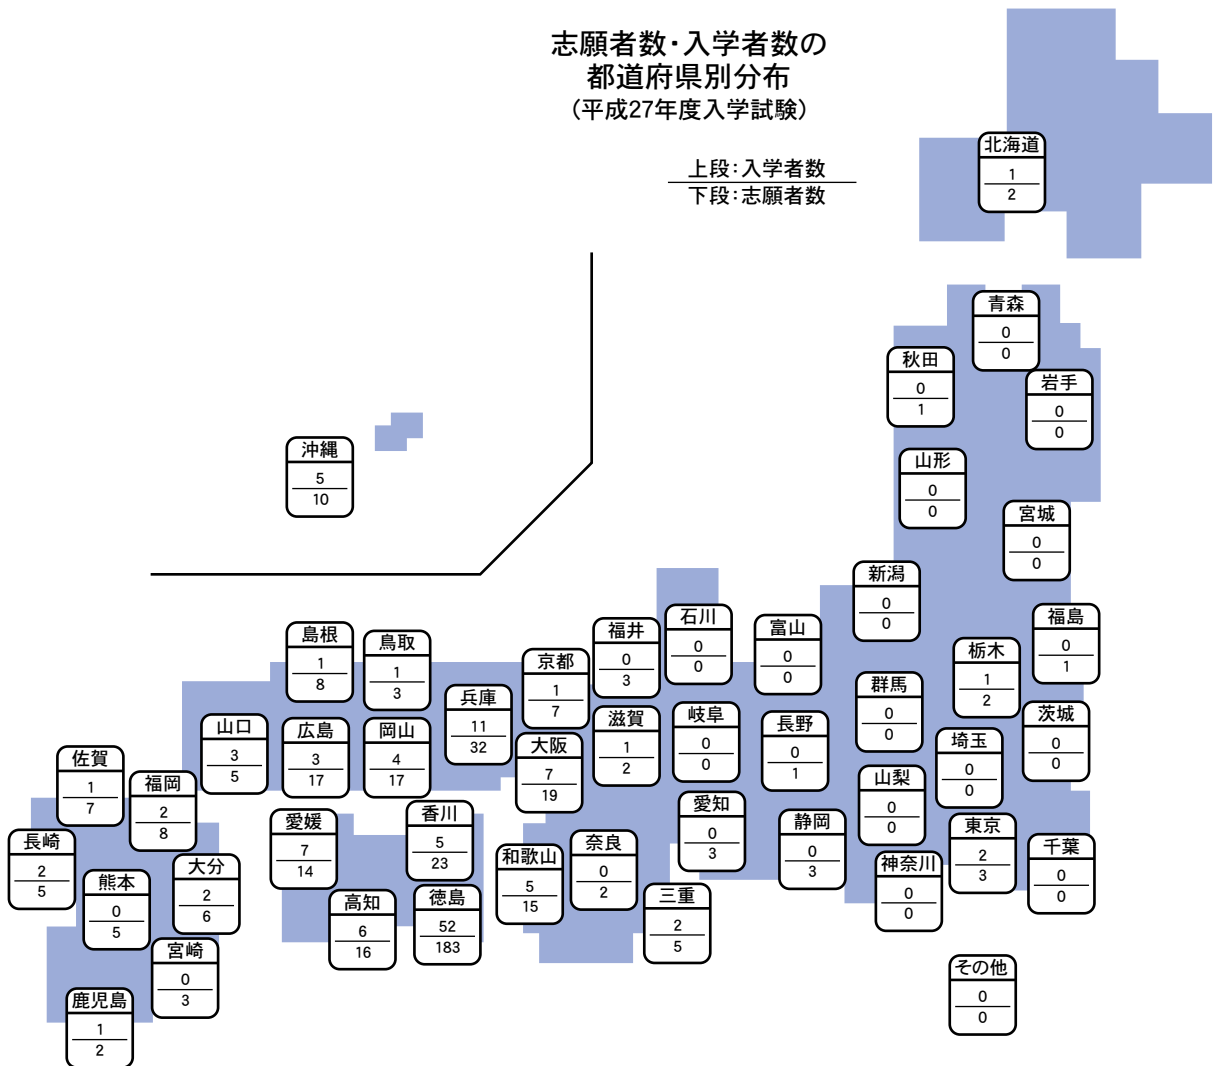 志願者数・入学者数の
都道府県別分布
（平成27年度入学試験）
上段：入学者数
下段：志願者数
北海道
1
2
青森
0
0
秋田
0
1
岩手
0
0
山形
0
0
宮城
0
0
沖縄
5
10
新潟
0
0
福島
0
1
石川
0
0
福井
0
3
富山
0
0
島根
1
8
鳥取
1
3
京都
1
7
栃木
1
2
兵庫
11
32
群馬
0
0
茨城
0
0
滋賀
1
2
岐阜
0
0
長野
0
1
山口
3
5
広島
3
17
岡山
4
17
大阪
7
19
埼玉
0
0
佐賀
1
7
福岡
2
8
山梨
0
0
愛知
0
3
香川
5
23
愛媛
7
14
静岡
0
3
東京
2
3
長崎
2
5
奈良
0
2
千葉
0
0
和歌山
5
15
神奈川
0
0
大分
2
6
熊本
0
5
三重
2
5
徳島
52
183
高知
6
16
宮崎
0
3
その他
0
0
鹿児島
1
2